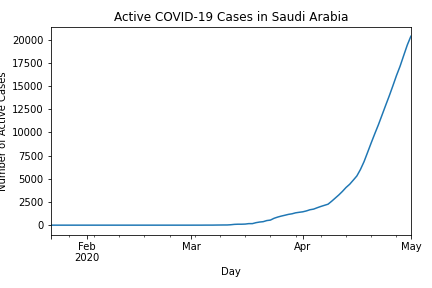 Active COVID-19 Cases in Saudi Arabia
20000
17500
15000
12500
10000
7500
5000
2500
0
Number of Active Cases
Feb Mar Apr May
2020
Day